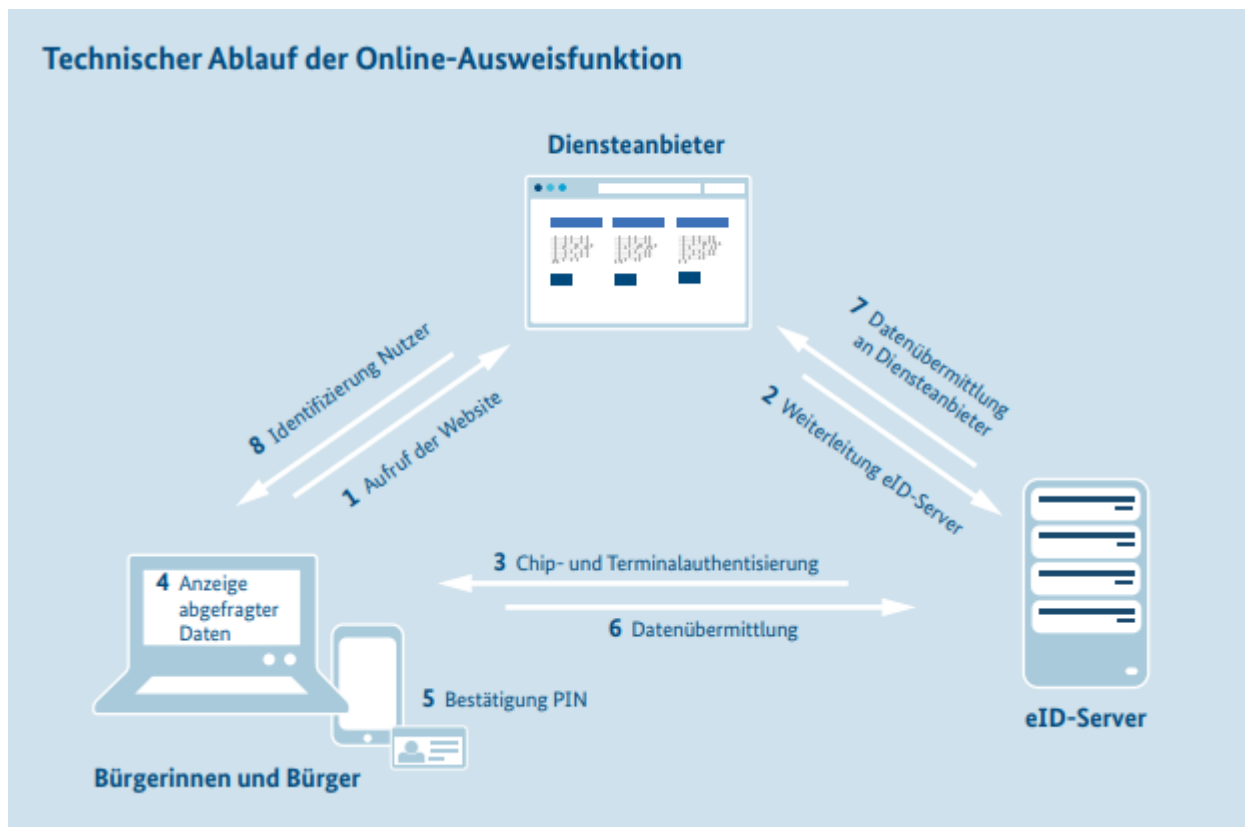 Technischer Ablauf der Online-Ausweisfunktion
Diensteanbieter
8 Identifizierung Nutzer
1 Aufruf der Website
7 Datenübermittlung
an Diensteanbieter
2 Weiterleitung eID-Server
3 Chip- und Terminalauthentisierung
6 Datenübermittlung
4 Anzeige
abgefragter
Daten
5 Bestätigung PIN
eID-Server
Bürgerinnen und Bürger